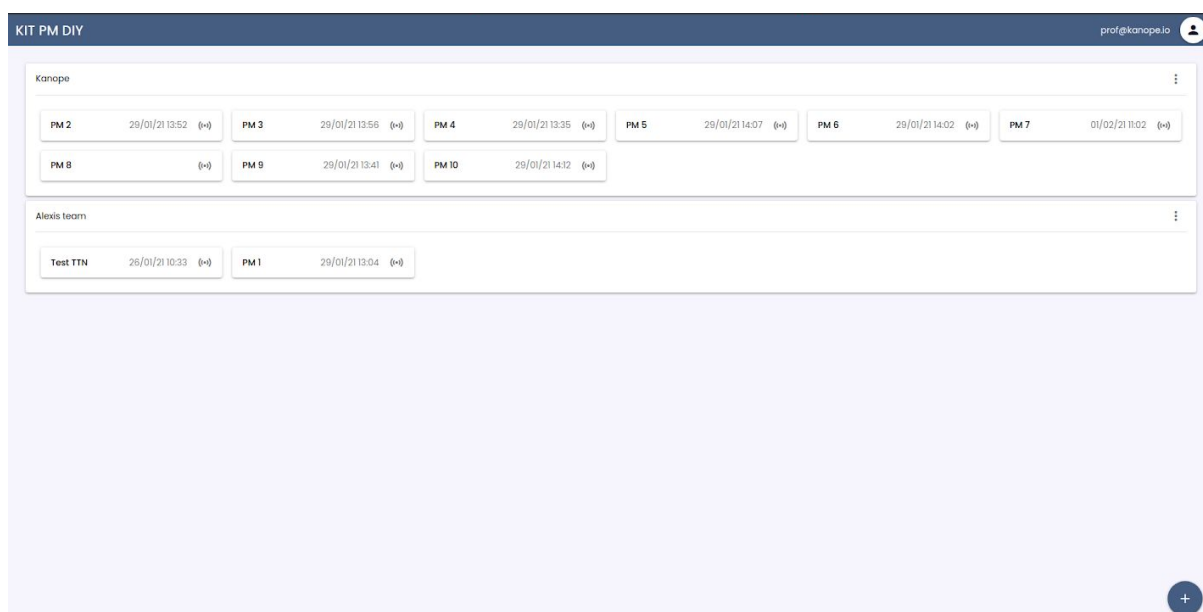 KIT PM DIY prof@kanope.io
Kanope
PM 2 29/01/21 13:52 PM 3 29/01/21 13:56 PM 4 29/01/21 13:35 PM 5 29/01/21 14:07 PM 6 29/01/21 14:02 PM 7 01/02/21 11:02
PM 8 PM 9 29/01/21 13:41 PM 10 29/01/21 14:12
Alexis team
Test TTN 26/01/21 10:33 PM 1 29/01/21 13:04
+